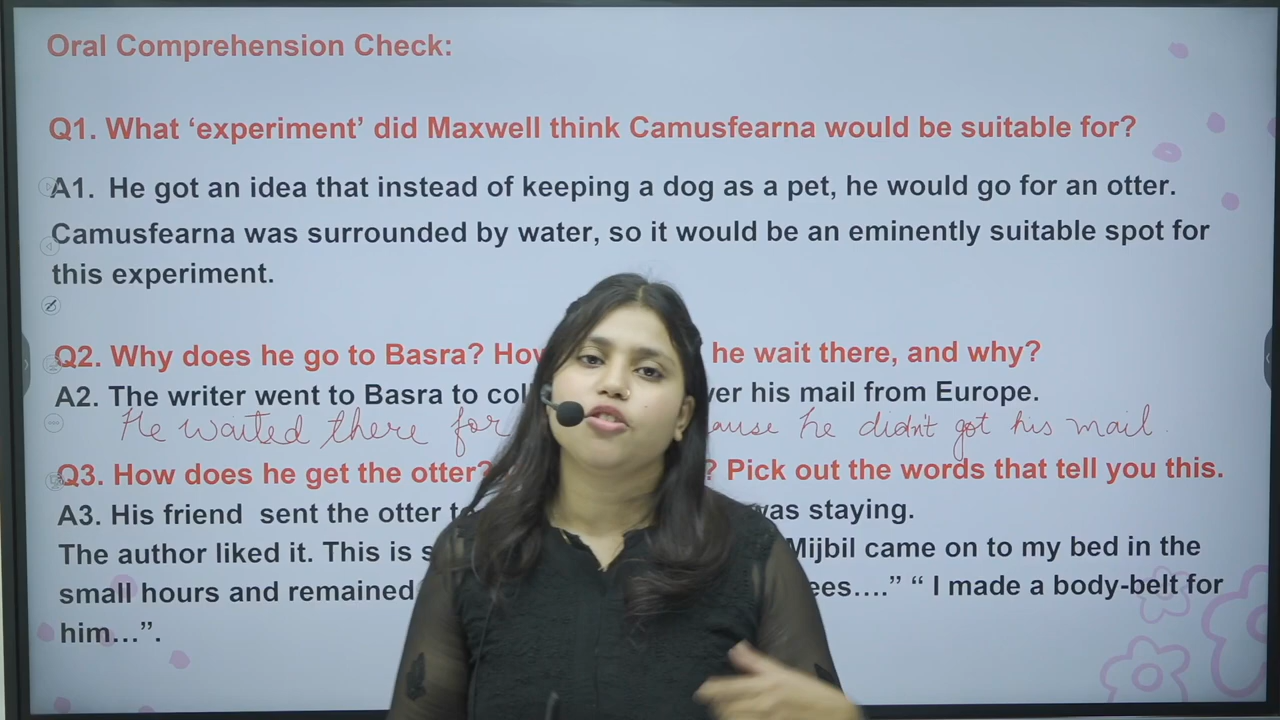 Oral Comprehension Check:
Q1. What ‘experiment’ did Maxwell think Camusfearna would be suitable for?
A1. He got an idea that instead of keeping a dog as a pet, he would go for an otter.
Camusfearna was surrounded by water, so it would be an eminently suitable spot for
this experiment.
Q2. Why does he go to Basra? he wait there, and why?
A2. The writer went to Basra to his mail from Europe.
He waited there for he didn't got his mail.
Q3. How does he get the otter? ? Pick out the words that tell you this.
A3. His friend sent the otter was staying.
The author liked it. This is Mijbil came on to my bed in the
small hours and remained ….” “ I made a body-belt for
him…”.